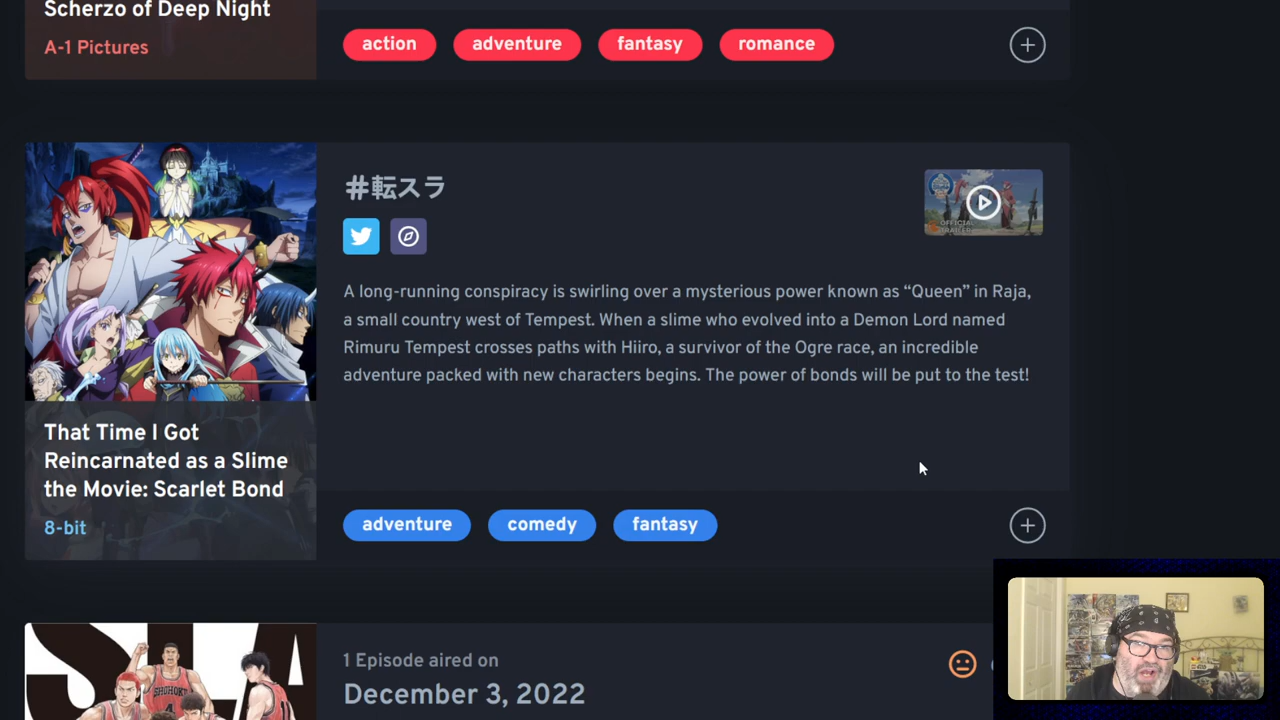 Scherzo of Deep Night
A-1 Pictures
action adventure fantasy romance
#転スラ
OFFICIAL
TRAILER
A long-running conspiracy is swirling over a mysterious power known as “Queen” in Raja,
a small country west of Tempest. When a slime who evolved into a Demon Lord named
Rimuru Tempest crosses paths with Hiiro, a survivor of the Ogre race, an incredible
adventure packed with new characters begins. The power of bonds will be put to the test!
That Time I Got
Reincarnated as a Slime
the Movie: Scarlet Bond
8-bit
adventure comedy fantasy
1 Episode aired on
December 3, 2022
SHOHOKU
4